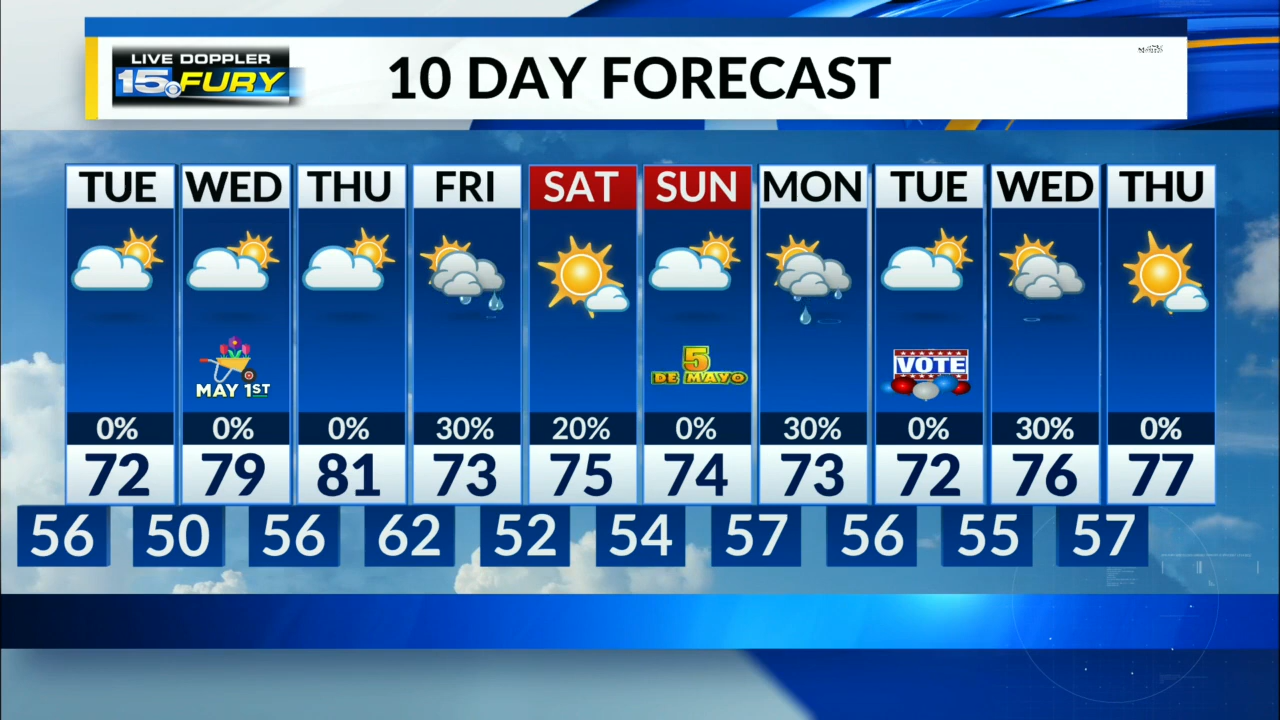 LIVE DOPPLER
15 FURY
10 DAY FORECAST
TUE WED THU FRI SAT SUN MON TUE WED THU
MAY 1ST
5
DE MAYO
VOTE
0% 0% 0% 30% 20% 0% 30% 0% 30% 0%
72 79 81 73 75 74 73 72 76 77
56 50 56 62 52 54 57 56 55 57